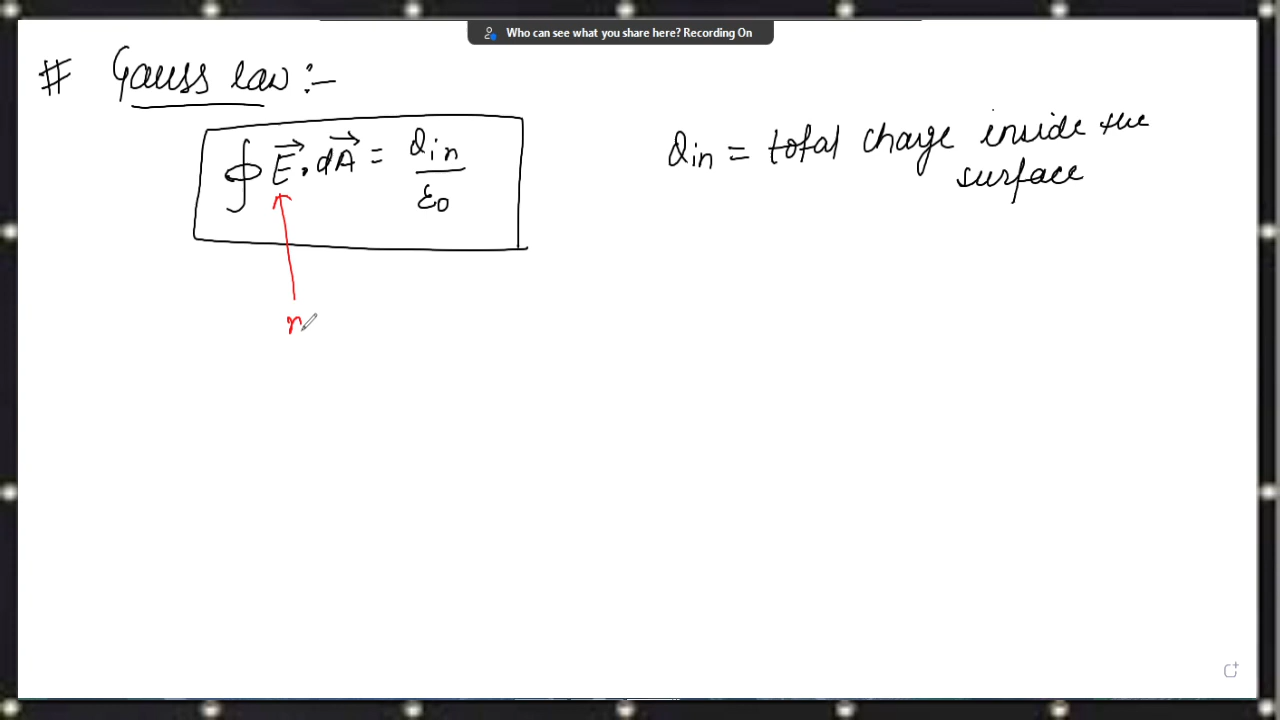 Who can see what you share here? Recording On
# Gauss law :-
∮ E⃗ . dA⃗ = Qin / ε0
Qin = total charge inside the
surface
n